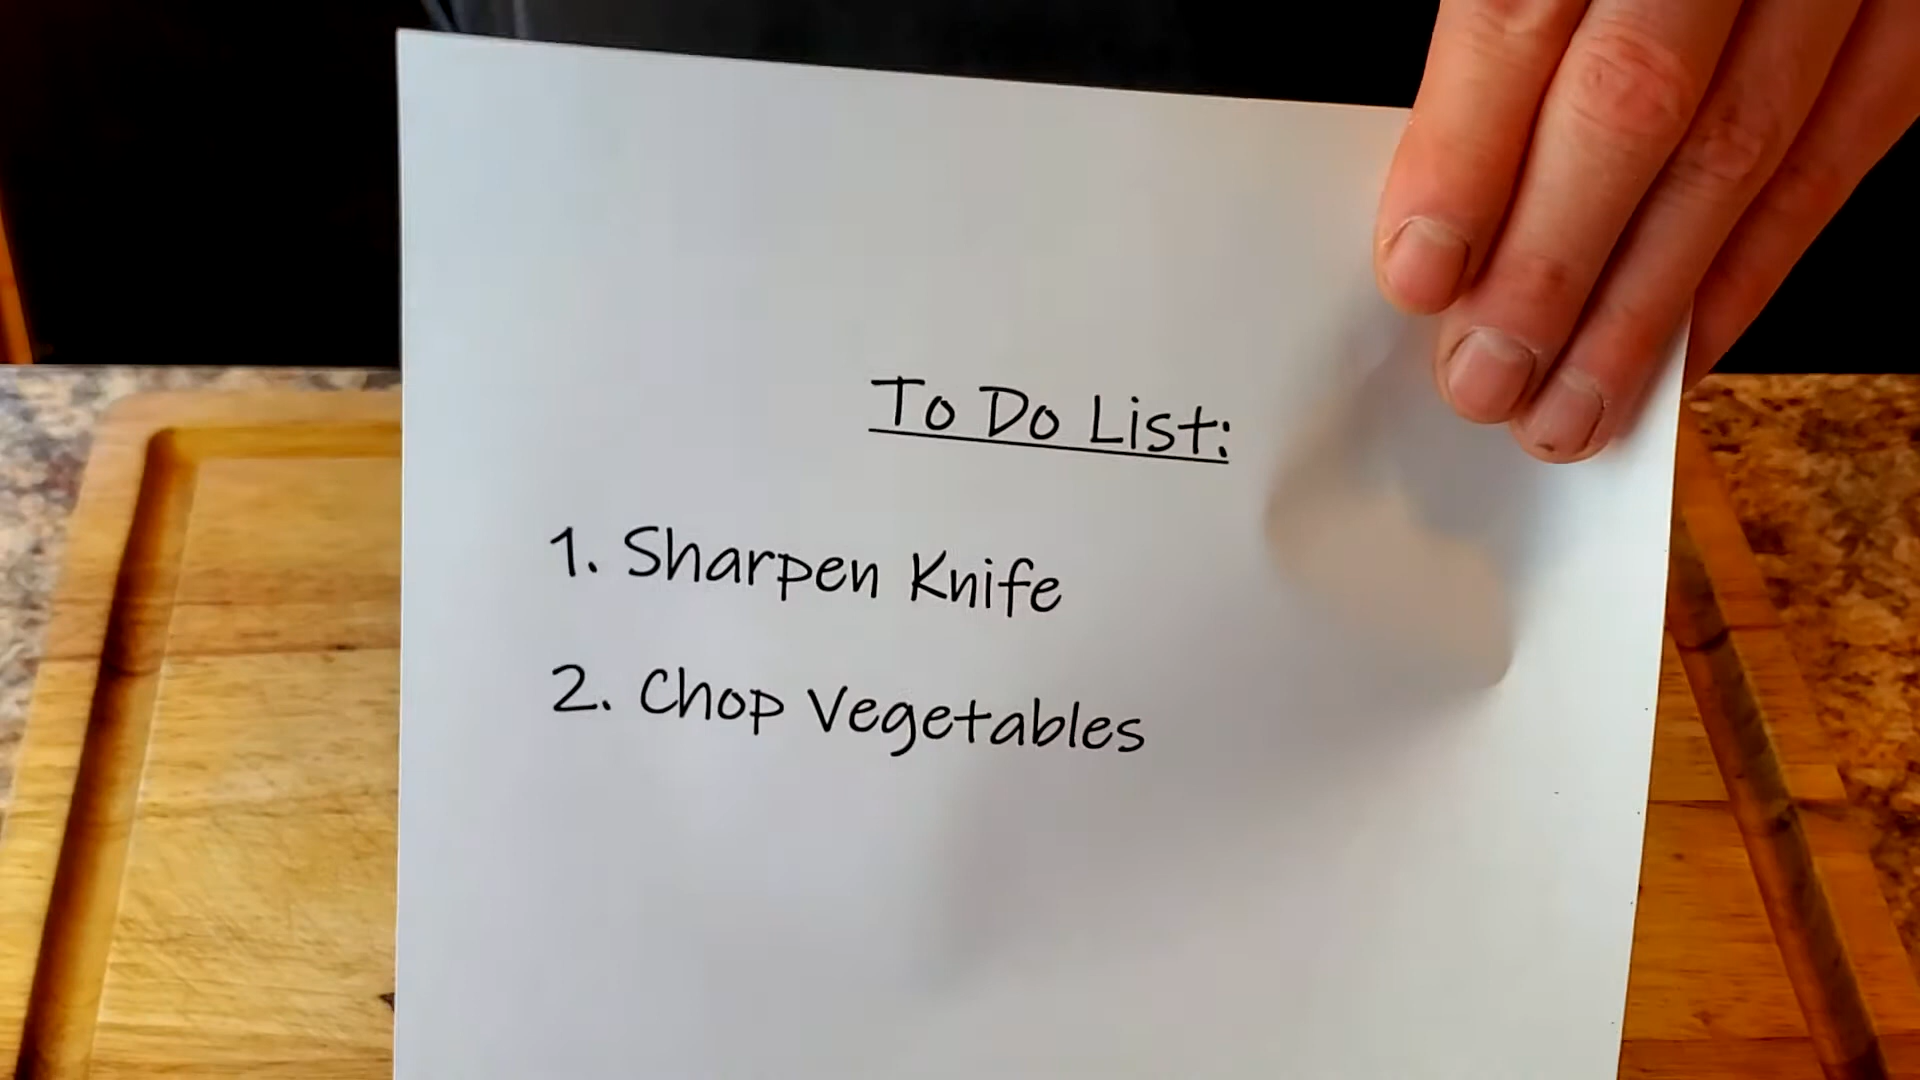 To Do List:
1. Sharpen Knife
2. Chop Vegetables